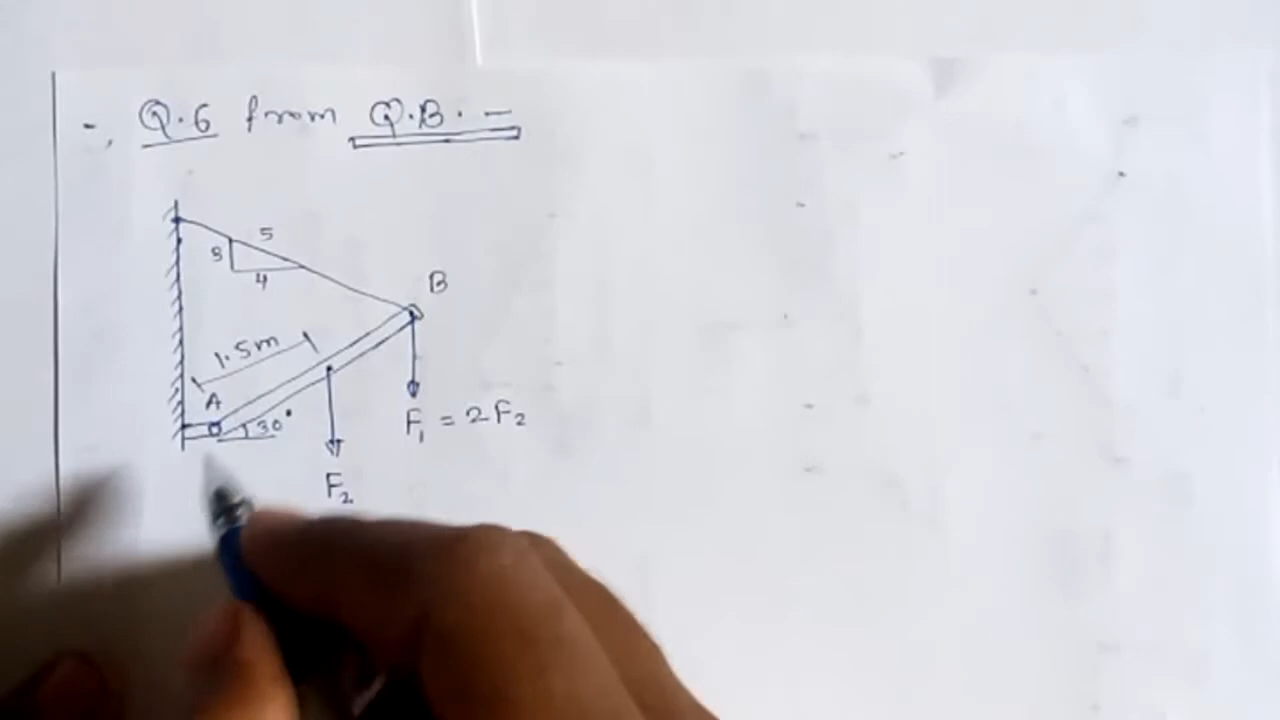 -, Q.6 from Q.B. -
5
3
4
B
1.5m
A
30°
F₁ = 2F₂
F₂